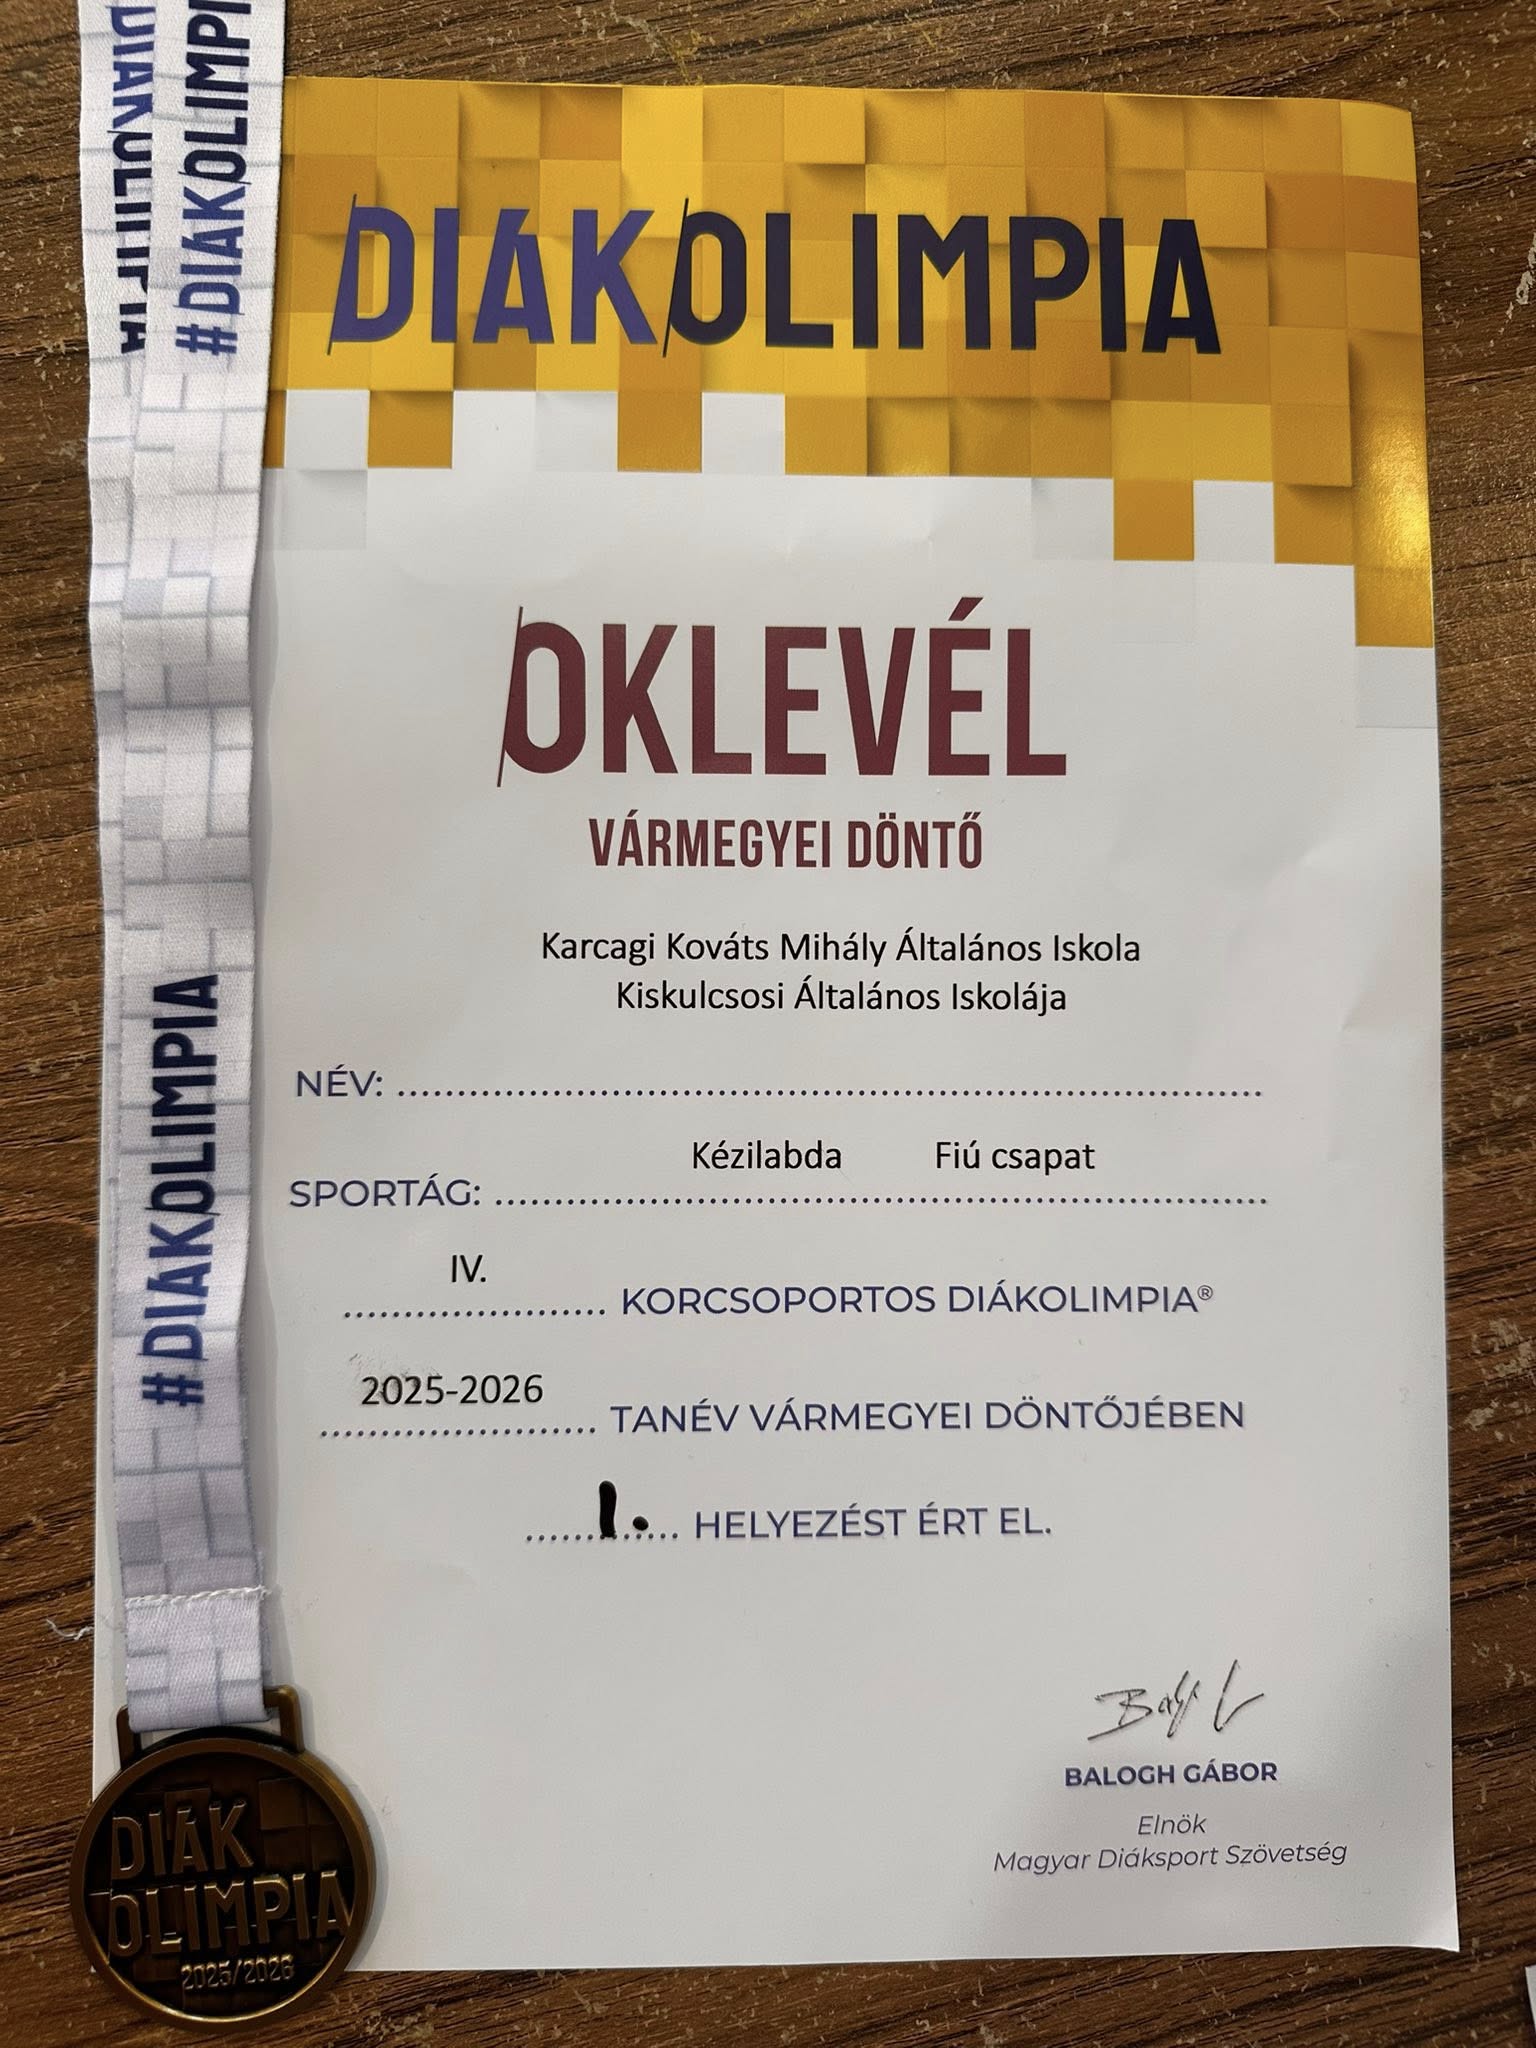 DIÁKOLIMPIA
#DIÁKOLIMPI
DIÁKOLIMPIA
OKLEVÉL
VÁRMEGYEI DÖNTŐ
Karcagi Kováts Mihály Általános Iskola
Kiskulcsosi Általános Iskolája
NÉV: ........................................................................
Kézilabda Fiú csapat
SPORTÁG: ................................................................
IV.
...................... KORCSOPORTOS DIÁKOLIMPIA®
2025-2026
....................... TANÉV VÁRMEGYEI DÖNTŐJÉBEN
1. HELYEZÉST ÉRT EL.
#DIÁKOLIMPIA
BALOGH GÁBOR
Elnök
Magyar Diáksport Szövetség
DIÁK
OLIMPIA
2025/2026